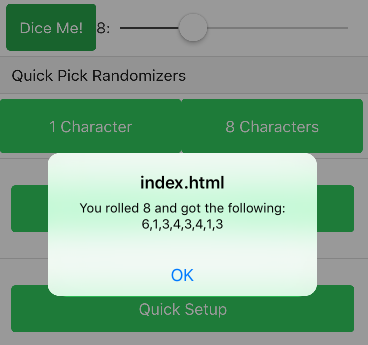 Dice Me! 8:
Quick Pick Randomizers
1 Character 8 Characters
index.html
You rolled 8 and got the following:
6,1,3,4,3,4,1,3
OK
Quick Setup